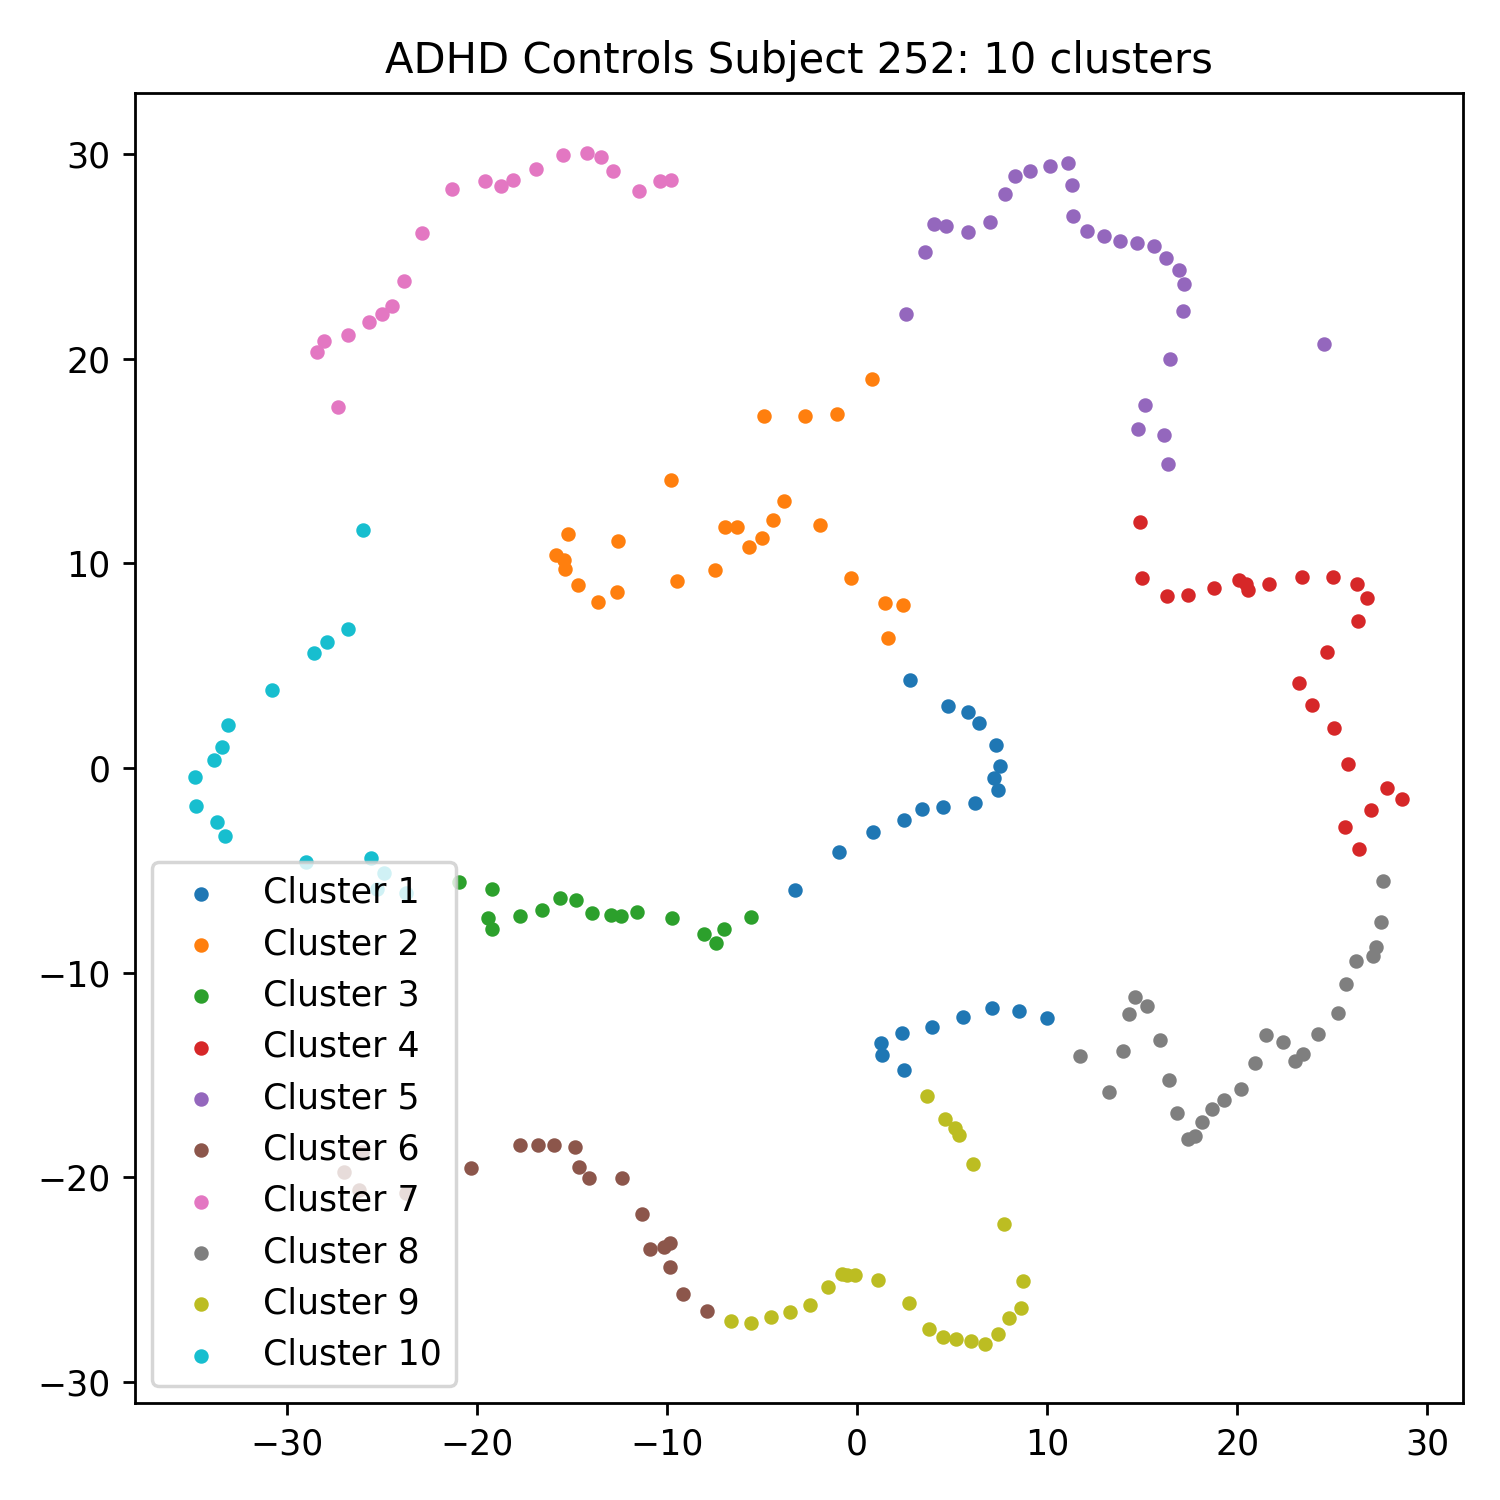 ADHD Controls Subject 252: 10 clusters
30
20
10
0
−10
−20
−30
Cluster 1
Cluster 2
Cluster 3
Cluster 4
Cluster 5
Cluster 6
Cluster 7
Cluster 8
Cluster 9
Cluster 10
−30 −20 −10 0 10 20 30